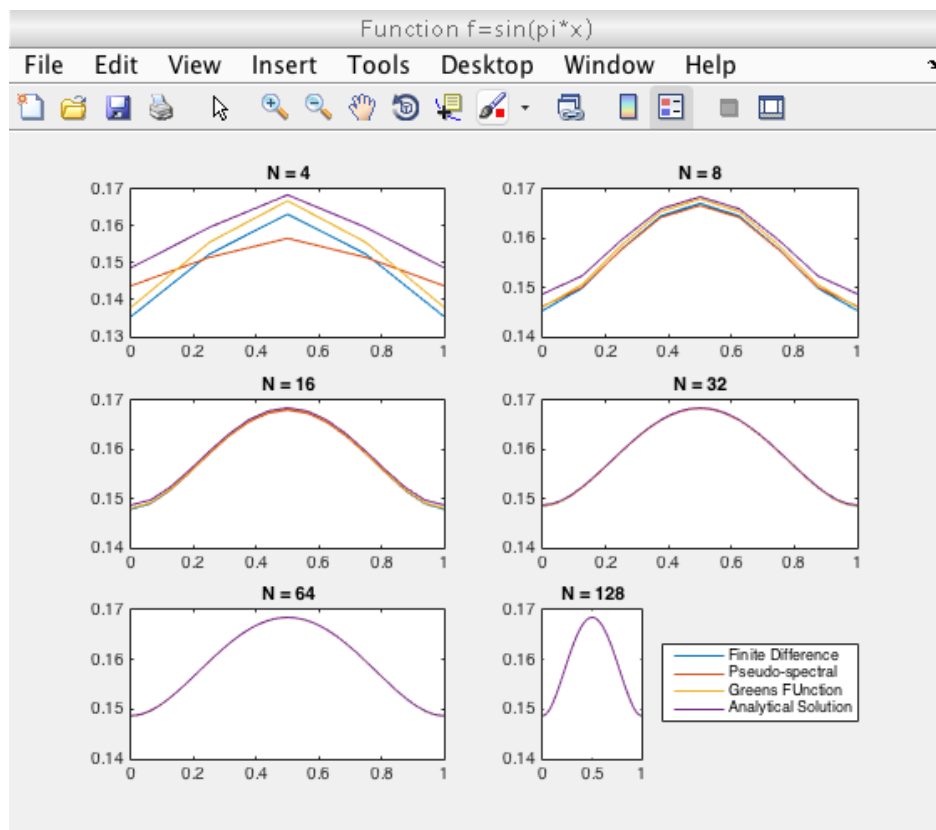 Function f=sin(pi*x)
File Edit View Insert Tools Desktop Window Help
N = 4
0.17
0.16
0.15
0.14
0.13
0 0.2 0.4 0.6 0.8 1
N = 8
0.17
0.16
0.15
0.14
0 0.2 0.4 0.6 0.8 1
N = 16
0.17
0.16
0.15
0.14
0 0.2 0.4 0.6 0.8 1
N = 32
0.17
0.16
0.15
0.14
0 0.2 0.4 0.6 0.8 1
N = 64
0.17
0.16
0.15
0.14
0 0.2 0.4 0.6 0.8 1
N = 128
0.17
0.16
0.15
0.14
0 0.5 1
Finite Difference
Pseudo-spectral
Greens FUnction
Analytical Solution